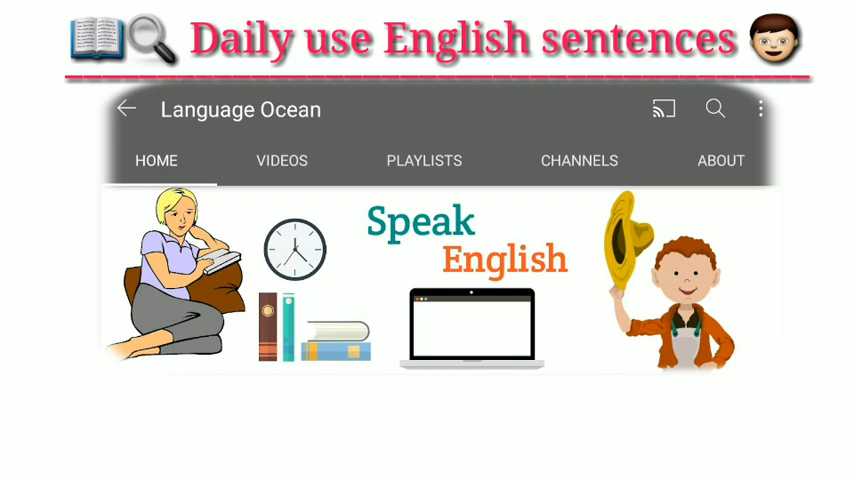 Daily use English sentences
Language Ocean
HOME VIDEOS PLAYLISTS CHANNELS ABOUT
Speak
English